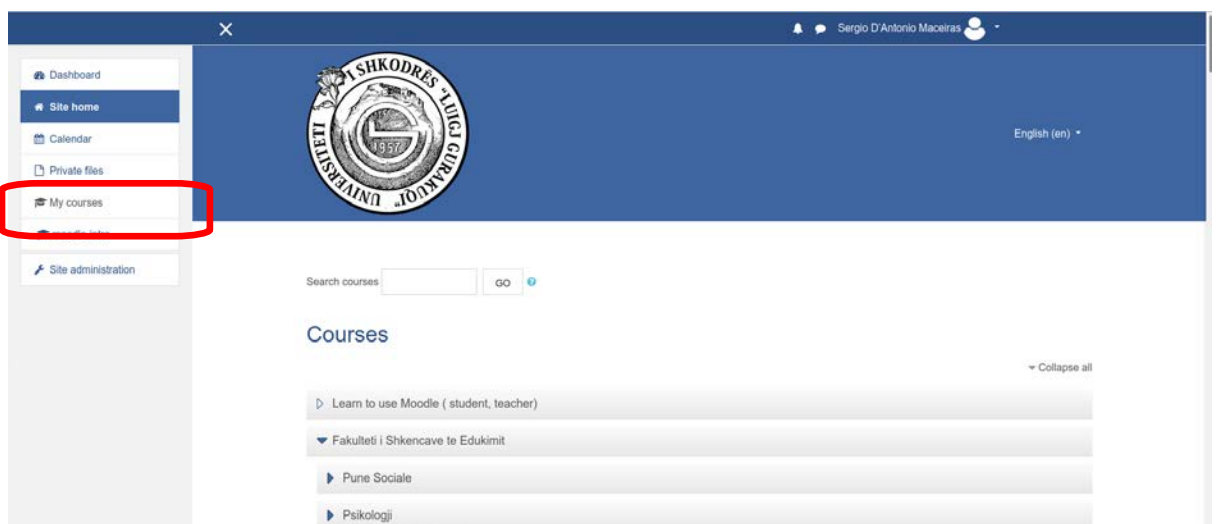 Sergio D'Antonio Maceiras
Dashboard
Site home
Calendar
Private files
My courses
Site administration
UNIVERSITETI I SHKODRËS "LUIGJ GURAKUQI"
1957
English (en)
Search courses
GO
Courses
Collapse all
Learn to use Moodle ( student, teacher)
Fakulteti i Shkencave te Edukimit
Pune Sociale
Psikologji